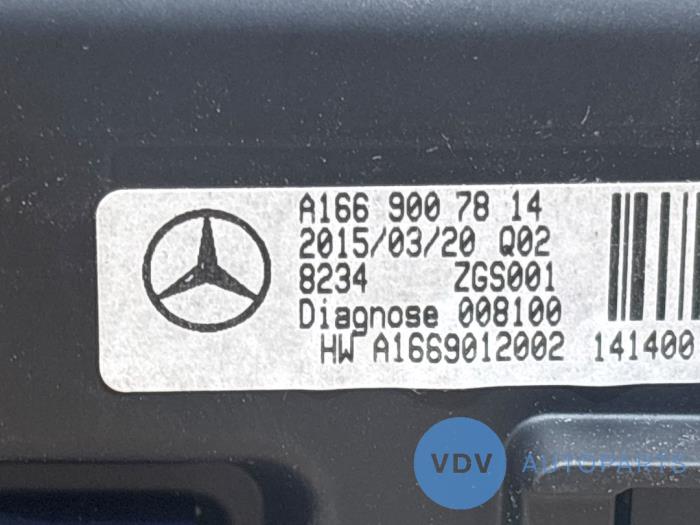 A166 900 78 14
2015/03/20 Q02
8234 ZGS001
Diagnose 008100
HW A1669012002 141400
VDV AUTOPARTS